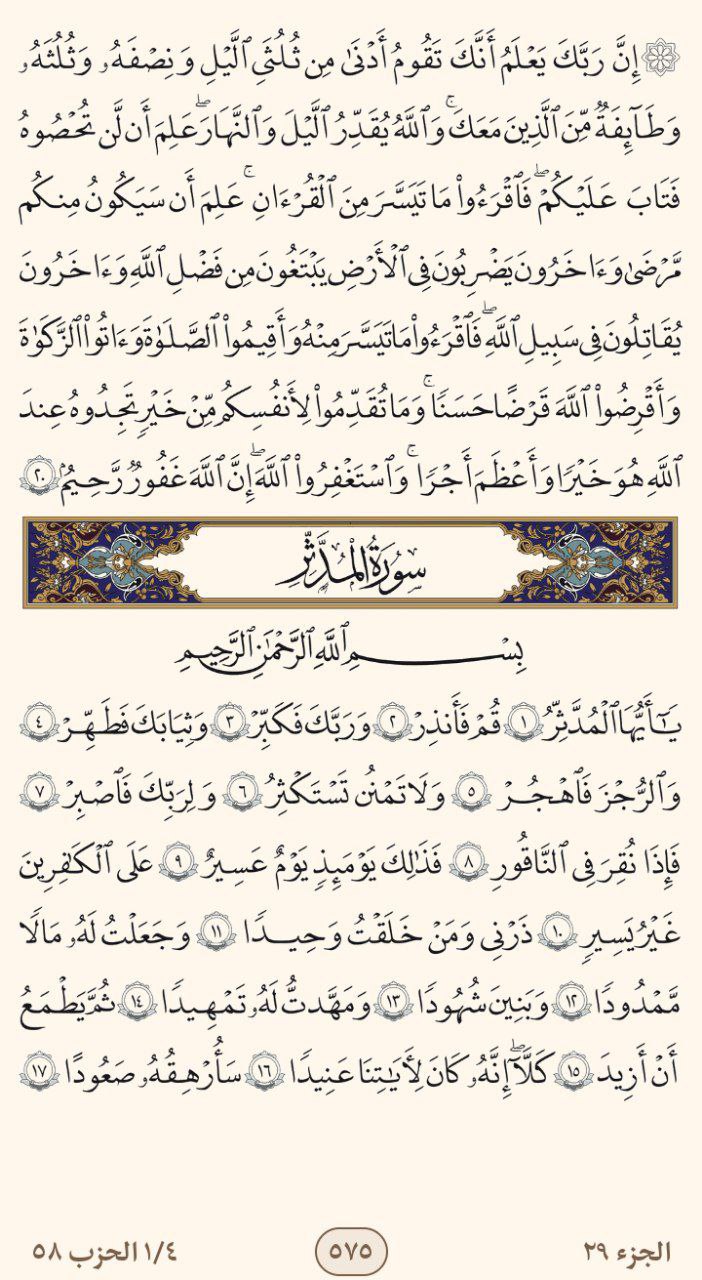 ۞ إِنَّ رَبَّكَ يَعْلَمُ أَنَّكَ تَقُومُ أَدْنَىٰ مِن ثُلُثَىِ ٱلَّيْلِ وَنِصْفَهُۥ وَثُلُثَهُۥ
وَطَآئِفَةٌۭ مِّنَ ٱلَّذِينَ مَعَكَ ۚ وَٱللَّهُ يُقَدِّرُ ٱلَّيْلَ وَٱلنَّهَارَ ۚ عَلِمَ أَن لَّن تُحْصُوهُ
فَتَابَ عَلَيْكُمْ ۖ فَٱقْرَءُوا۟ مَا تَيَسَّرَ مِنَ ٱلْقُرْءَانِ ۚ عَلِمَ أَن سَيَكُونُ مِنكُم
مَّرْضَىٰ وَءَاخَرُونَ يَضْرِبُونَ فِى ٱلْأَرْضِ يَبْتَغُونَ مِن فَضْلِ ٱللَّهِ وَءَاخَرُونَ
يُقَاتِلُونَ فِى سَبِيلِ ٱللَّهِ ۖ فَٱقْرَءُوا۟ مَا تَيَسَّرَ مِنْهُ وَأَقِيمُوا۟ ٱلصَّلَوٰةَ وَءَاتُوا۟ ٱلزَّكَوٰةَ
وَأَقْرِضُوا۟ ٱللَّهَ قَرْضًا حَسَنًۭا ۚ وَمَا تُقَدِّمُوا۟ لِأَنفُسِكُم مِّنْ خَيْرٍۢ تَجِدُوهُ عِندَ
ٱللَّهِ هُوَ خَيْرًۭا وَأَعْظَمَ أَجْرًۭا ۚ وَٱسْتَغْفِرُوا۟ ٱللَّهَ ۖ إِنَّ ٱللَّهَ غَفُورٌۭ رَّحِيمٌۢ ٢٠
سُورَةُ الْمُدَّثِّرِ
بِسْمِ ٱللَّهِ ٱلرَّحْمَٰنِ ٱلرَّحِيمِ
يَـٰٓأَيُّهَا ٱلْمُدَّثِّرُ ١ قُمْ فَأَنذِرْ ٢ وَرَبَّكَ فَكَبِّرْ ٣ وَثِيَابَكَ فَطَهِّرْ ٤
وَٱلرُّجْزَ فَٱهْجُرْ ٥ وَلَا تَمْنُن تَسْتَكْثِرُ ٦ وَلِرَبِّكَ فَٱصْبِرْ ٧
فَإِذَا نُقِرَ فِى ٱلنَّاقُورِ ٨ فَذَٰلِكَ يَوْمَئِذٍۢ يَوْمٌ عَسِيرٌ ٩ عَلَى ٱلْكَـٰفِرِينَ
غَيْرُ يَسِيرٍۢ ١٠ ذَرْنِى وَمَنْ خَلَقْتُ وَحِيدًۭا ١١ وَجَعَلْتُ لَهُۥ مَالًۭا
مَّمْدُودًۭا ١٢ وَبَنِينَ شُهُودًۭا ١٣ وَمَهَّدتُّ لَهُۥ تَمْهِيدًۭا ١٤ ثُمَّ يَطْمَعُ
أَنْ أَزِيدَ ١٥ كَلَّآ ۖ إِنَّهُۥ كَانَ لِـَٔايَـٰتِنَا عَنِيدًۭا ١٦ سَأُرْهِقُهُۥ صَعُودًا ١٧
الجزء ٢٩
٥٧٥
١/٤ الحزب ٥٨